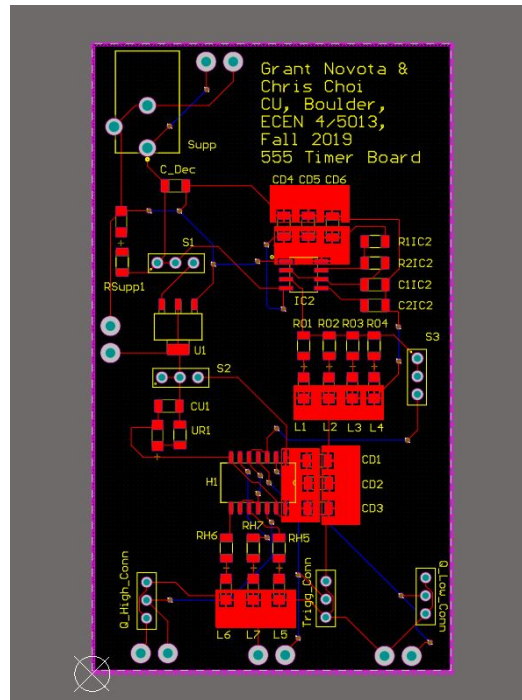 Grant Novota &
Chris Choi
CU, Boulder,
ECEN 4/5013,
Fall 2019
555 Timer Board
Supp
C_Dec
CD4 CD5 CD6
S1
R1IC2
R2IC2
RSupp1
C1IC2
IC2
C2IC2
R01 R02 R03 R04
S3
U1
S2
CU1
L1 L2 L3 L4
UR1
CD1
H1
CD2
CD3
RH6 RH7 RH5
Q_High_Conn
Trigg_Conn
Q_Low_Conn
L6 L7 L5